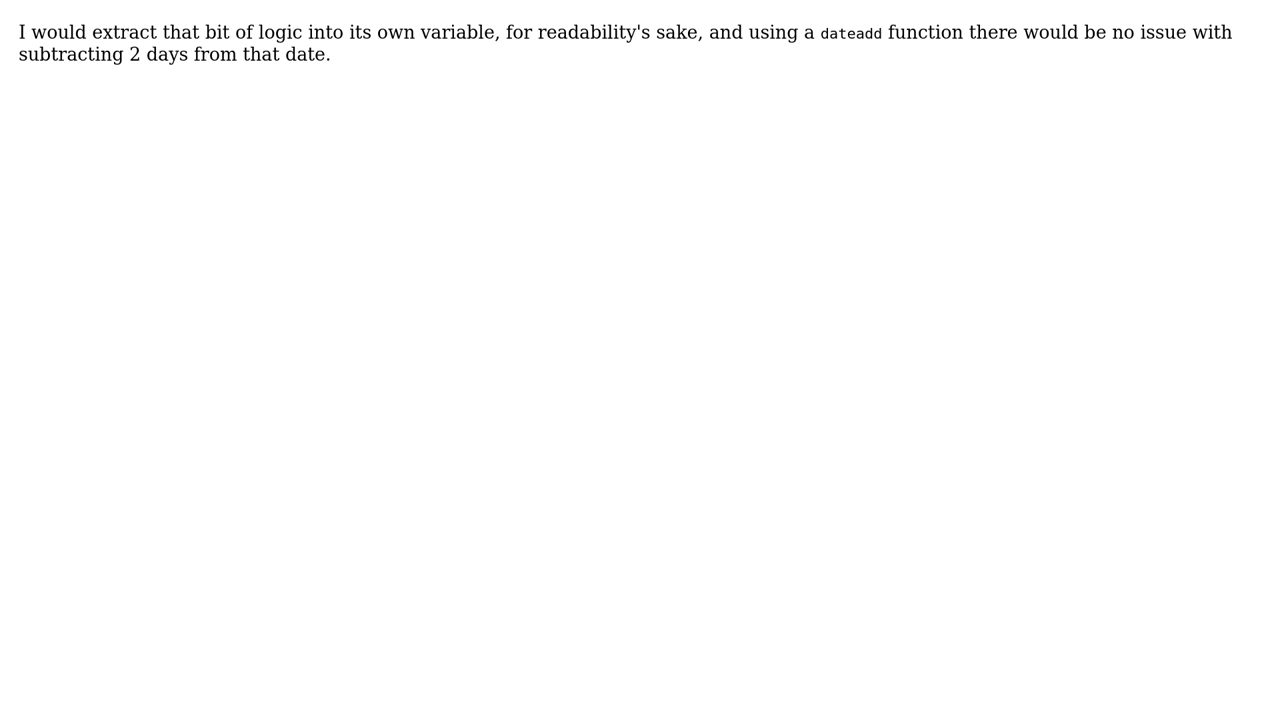 I would extract that bit of logic into its own variable, for readability's sake, and using a dateadd function there would be no issue with
subtracting 2 days from that date.